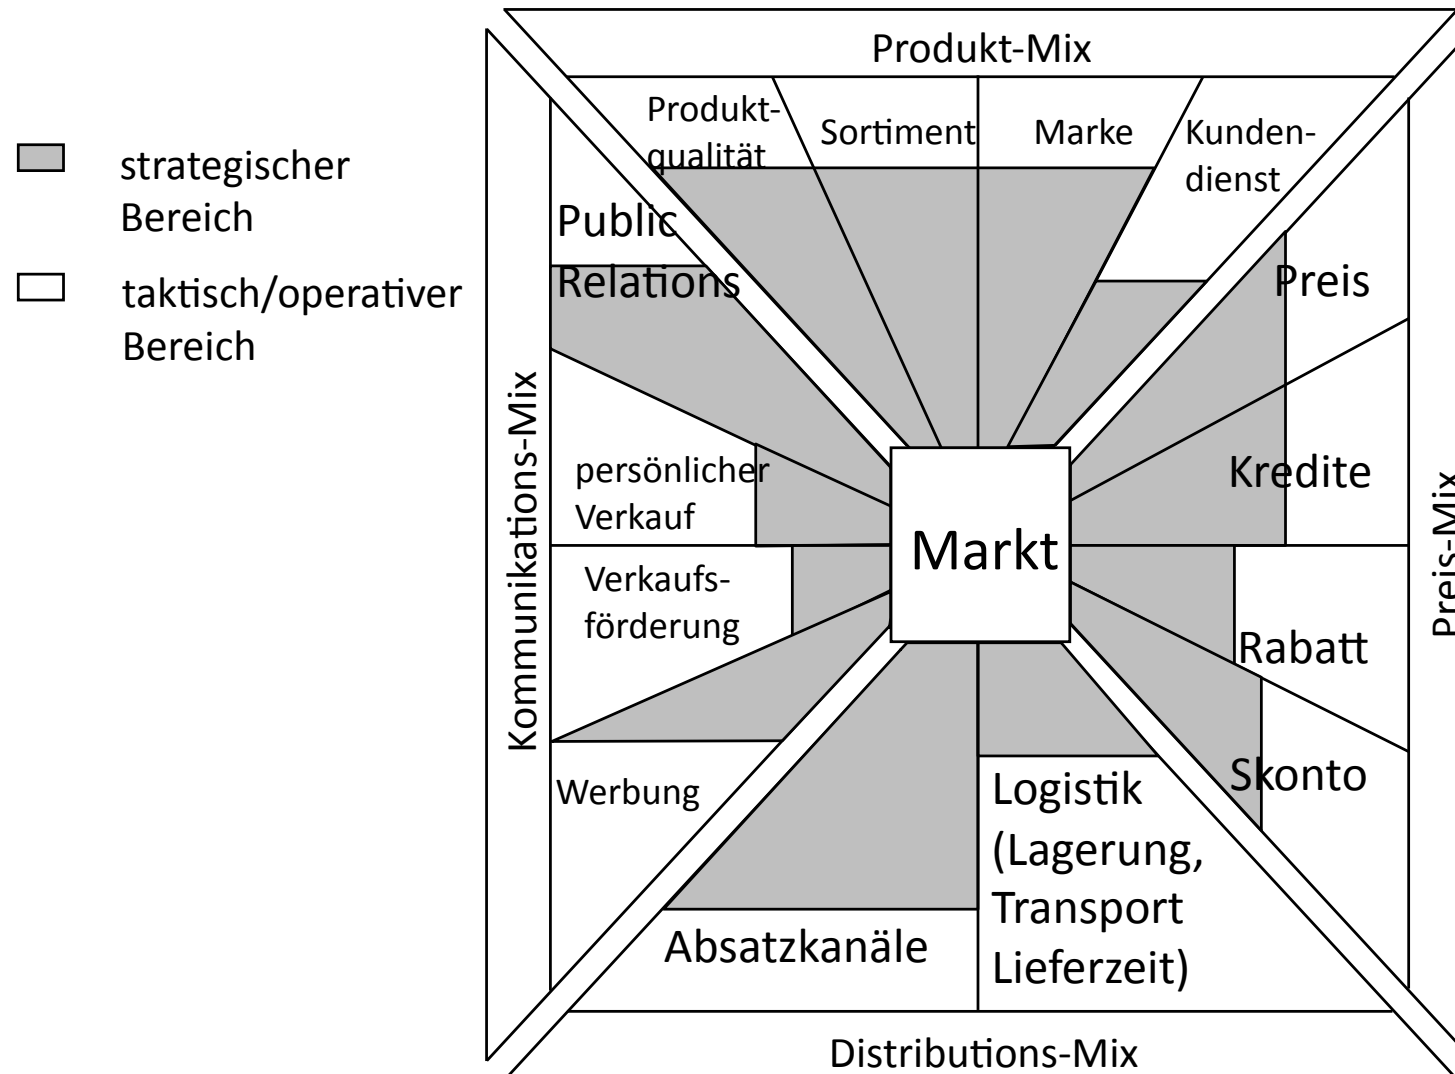 Produkt-Mix
strategischer
Bereich
taktisch/operativer
Bereich
Produkt-
qualität
Sortiment
Marke
Kunden-
dienst
Public
Relations
persönlicher
Verkauf
Verkaufs-
förderung
Werbung
Kommunikations-Mix
Markt
Preis
Kredite
Rabatt
Skonto
Preis-Mix
Absatzkanäle
Logistik
(Lagerung,
Transport
Lieferzeit)
Distributions-Mix